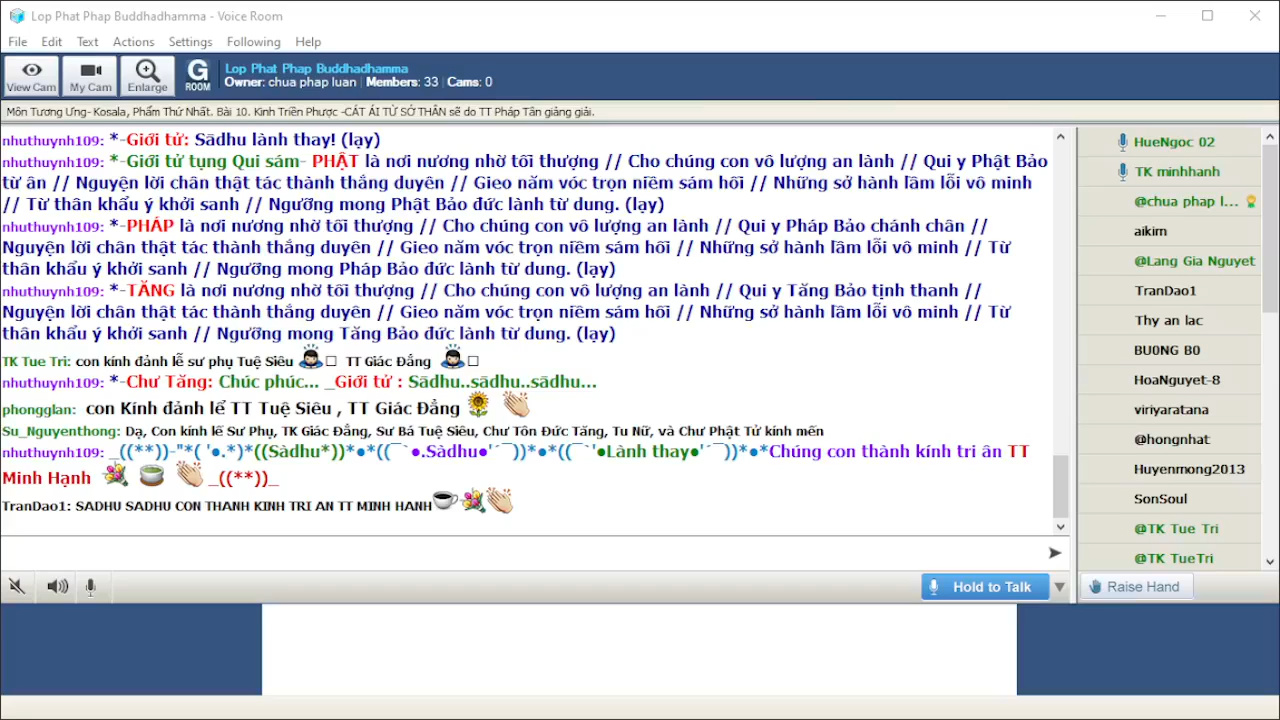 Lop Phat Phap Buddhadhamma - Voice Room
File Edit Text Actions Settings Following Help
View Cam My Cam Enlarge G ROOM
Lop Phat Phap Buddhadhamma
Owner: chua phap luan | Members: 33 | Cams: 0
Môn Tương Ưng- Kosala, Phẩm Thứ Nhất. Bài 10. Kinh Triền Phược -CÁT ÁI TỪ SỞ THÂN sẽ do TT Pháp Tân giảng giải.
nhuthuynh109: *-Giới tử: Sādhu lành thay! (lạy)
nhuthuynh109: *-Giới tử tụng Qui sám- PHẬT là nơi nương nhờ tối thượng // Cho chúng con vô lượng an lành // Qui y Phật Bảo
từ ân // Nguyện lời chân thật tác thành thắng duyên // Gieo năm vóc trọn niềm sám hối // Những sở hành lầm lỗi vô minh
// Từ thân khẩu ý khởi sanh // Ngưỡng mong Phật Bảo đức lành từ dung. (lạy)
nhuthuynh109: *-PHÁP là nơi nương nhờ tối thượng // Cho chúng con vô lượng an lành // Qui y Pháp Bảo chánh chân //
Nguyện lời chân thật tác thành thắng duyên // Gieo năm vóc trọn niềm sám hối // Những sở hành lầm lỗi vô minh // Từ
thân khẩu ý khởi sanh // Ngưỡng mong Pháp Bảo đức lành từ dung. (lạy)
nhuthuynh109: *-TĂNG là nơi nương nhờ tối thượng // Cho chúng con vô lượng an lành // Qui y Tăng Bảo tịnh thanh //
Nguyện lời chân thật tác thành thắng duyên // Gieo năm vóc trọn niềm sám hối // Những sở hành lầm lỗi vô minh // Từ
thân khẩu ý khởi sanh // Ngưỡng mong Tăng Bảo đức lành từ dung. (lạy)
TK Tue Tri: con kính đảnh lễ sư phụ Tuệ Siêu 🙇□ TT Giác Đẳng 🙇□
nhuthuynh109: *-Chư Tăng: Chúc phúc... _Giới tử : Sādhu..sādhu..sādhu...
phongglan: con Kính đảnh lể TT Tuệ Siêu , TT Giác Đẳng 🌻 👏
Su_Nguyenthong: Dạ, Con kính lễ Sư Phụ, TK Giác Đẳng, Sư Bá Tuệ Siêu, Chư Tôn Đức Tăng, Tu Nữ, và Chư Phật Tử kính mến
nhuthuynh109: _((**))-"*( '●.*)*((Sàdhu*))*●*((¯`●.Sàdhu●'´¯))*●*((¯`'●Lành thay●'´¯))*●*Chúng con thành kính tri ân TT
Minh Hạnh 💐 🍵 👏 _((**))_
TranDao1: SADHU SADHU CON THANH KINH TRI AN TT MINH HANH☕💐👏
Hold to Talk
HueNgoc 02
TK minhhanh
@chua phap l...
aikim
@Lang Gia Nguyet
TranDao1
Thy an lac
BU0NG B0
HoaNguyet-8
viriyaratana
@hongnhat
Huyenmong2013
SonSoul
@TK Tue Tri
@TK TueTri
Raise Hand